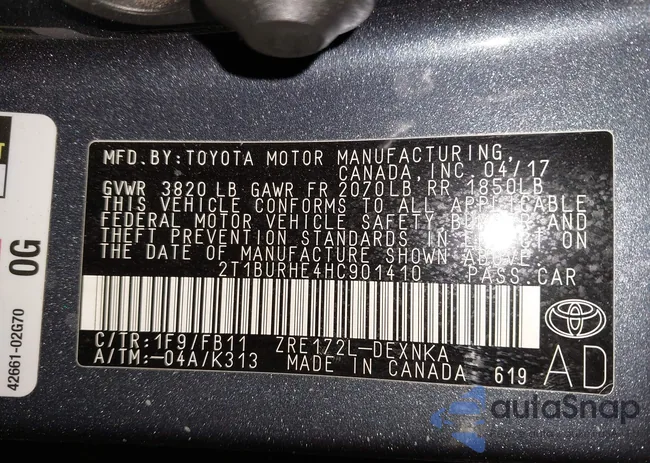 MFD.BY:TOYOTA MOTOR MANUFACTURING,
CANADA, INC. 04/17
GVWR 3820 LB GAWR FR 2070LB RR 1850LB
THIS VEHICLE CONFORMS TO ALL APPLICABLE
FEDERAL MOTOR VEHICLE SAFETY, BUMPER AND
THEFT PREVENTION STANDARDS IN EFFECT ON
THE DATE OF MANUFACTURE SHOWN ABOVE.
2T1BURHE4HC901410 PASS.CAR
C/TR:1F9/FB11 ZRE172L-DEXNKA
A/TM:-04A/K313 MADE IN CANADA 619 AD
0G
42661-02G70
autoSnap